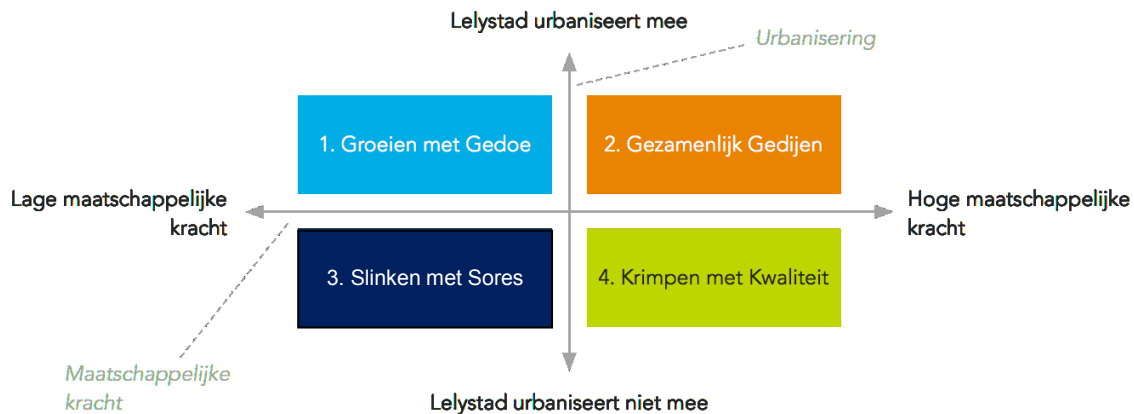 Lelystad urbaniseert mee
Urbanisering
1. Groeien met Gedoe
2. Gezamenlijk Gedijen
Lage maatschappelijke
kracht
Hoge maatschappelijke
kracht
3. Slinken met Sores
4. Krimpen met Kwaliteit
Maatschappelijke
kracht
Lelystad urbaniseert niet mee